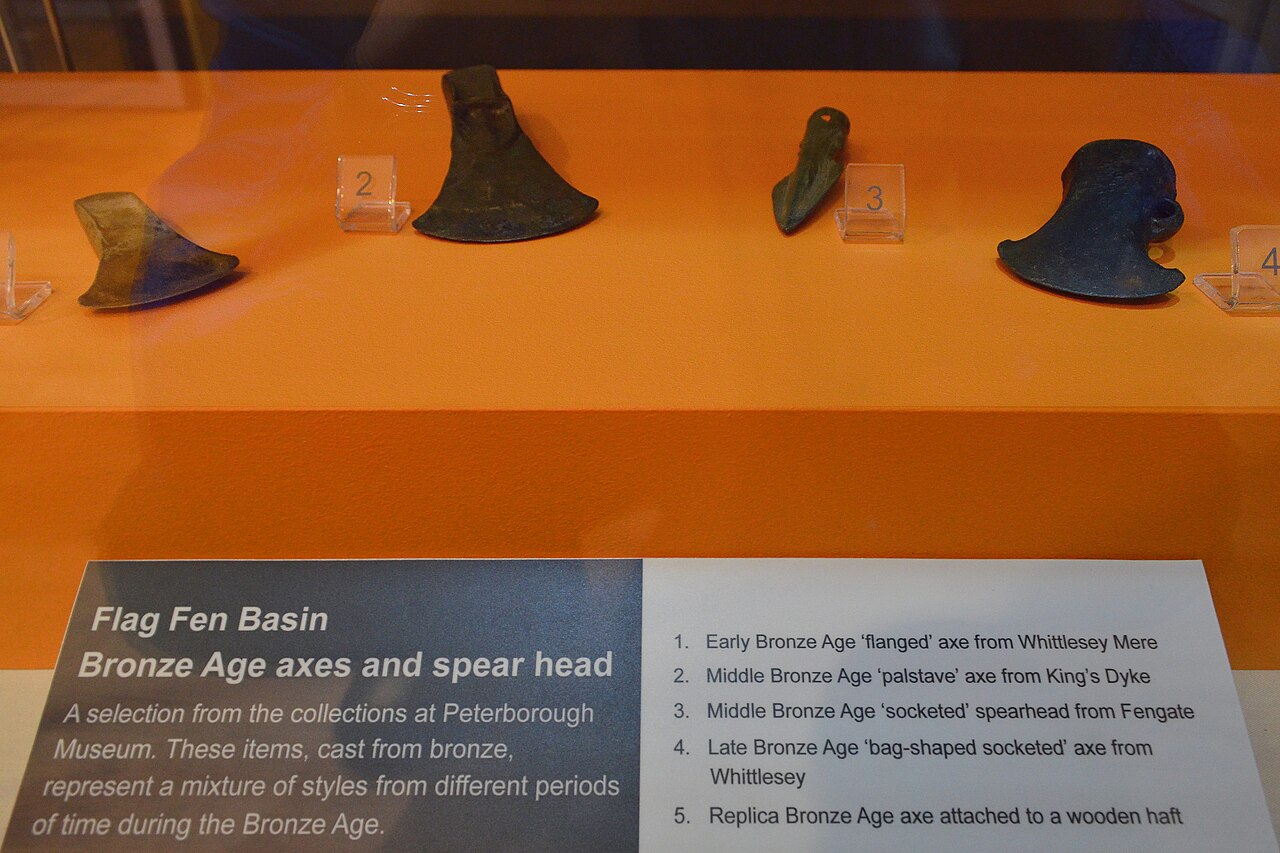 2
3
4
Flag Fen Basin
Bronze Age axes and spear head
A selection from the collections at Peterborough
Museum. These items, cast from bronze,
represent a mixture of styles from different periods
of time during the Bronze Age.
1. Early Bronze Age ‘flanged’ axe from Whittlesey Mere
2. Middle Bronze Age ‘palstave’ axe from King’s Dyke
3. Middle Bronze Age ‘socketed’ spearhead from Fengate
4. Late Bronze Age ‘bag-shaped socketed’ axe from
Whittlesey
5. Replica Bronze Age axe attached to a wooden haft